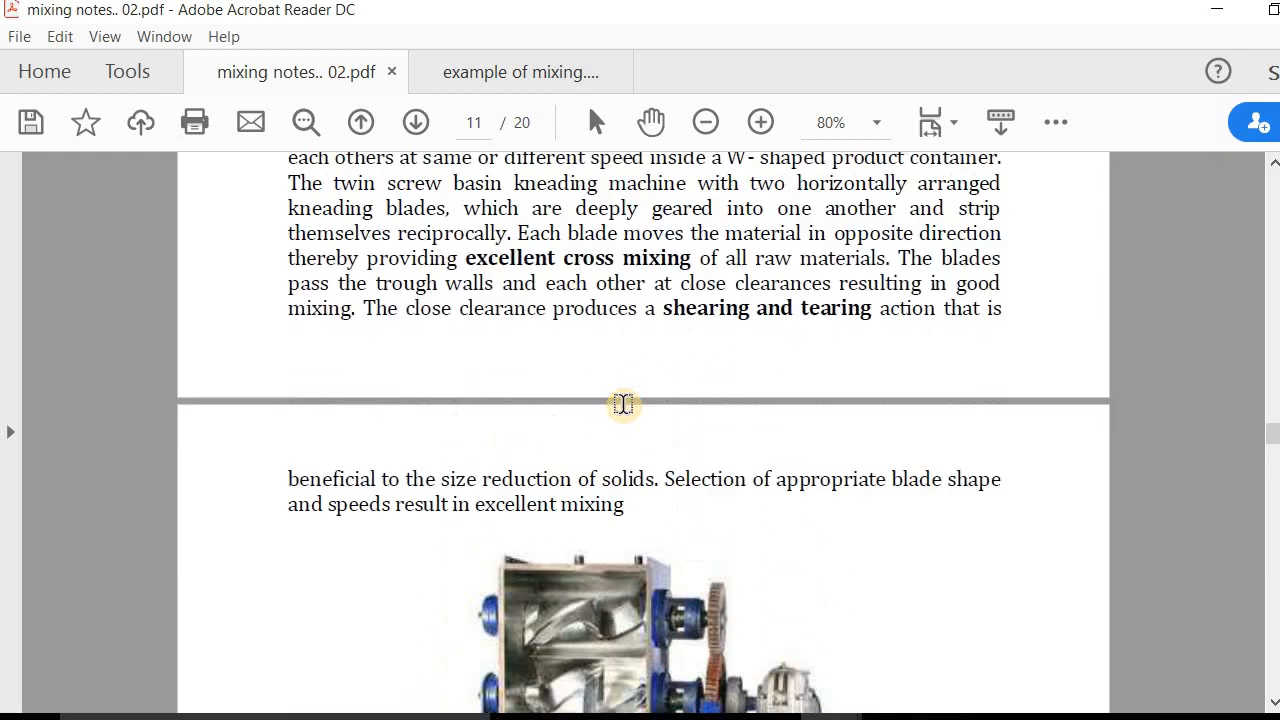 mixing notes.. 02.pdf - Adobe Acrobat Reader DC
File Edit View Window Help
Home Tools mixing notes.. 02.pdf × example of mixing.... ?
11 / 20 80%
each others at same or different speed inside a W- shaped product container.
The twin screw basin kneading machine with two horizontally arranged
kneading blades, which are deeply geared into one another and strip
themselves reciprocally. Each blade moves the material in opposite direction
thereby providing excellent cross mixing of all raw materials. The blades
pass the trough walls and each other at close clearances resulting in good
mixing. The close clearance produces a shearing and tearing action that is
beneficial to the size reduction of solids. Selection of appropriate blade shape
and speeds result in excellent mixing